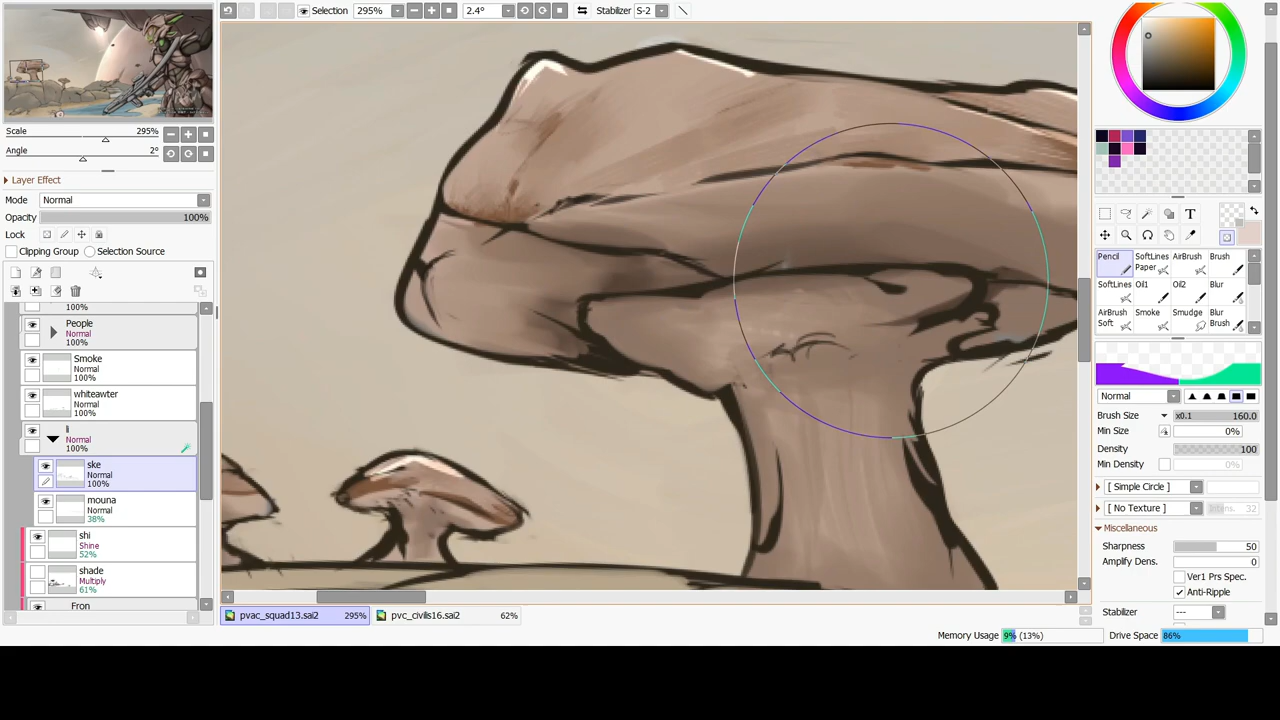 Selection 295% 2.4° Stabilizer S-2
Scale 295%
Angle 2°
Layer Effect
Mode Normal
Opacity 100%
Lock
Clipping Group Selection Source
100%
People
Normal
100%
Smoke
Normal
100%
whiteawter
Normal
100%
Normal
100%
ske
Normal
100%
mouna
Normal
38%
shi
Shine
52%
shade
Multiply
61%
Fron
pvac_squad13.sai2 295% pvc_civilis16.sai2 62%
Memory Usage 9% (13%) Drive Space 86%
T
Pencil SoftLines Paper AirBrush Brush
SoftLines Oil1 Oil2 Blur
AirBrush Soft Smoke Smudge Blur Brush
Normal
Brush Size x0.1 160.0
Min Size 0%
Density 100
Min Density 0%
[ Simple Circle ]
[ No Texture ] Intens. 32
Miscellaneous
Sharpness 50
Amplify Dens. 0
Ver1 Prs Spec.
Anti-Ripple
Stabilizer ---